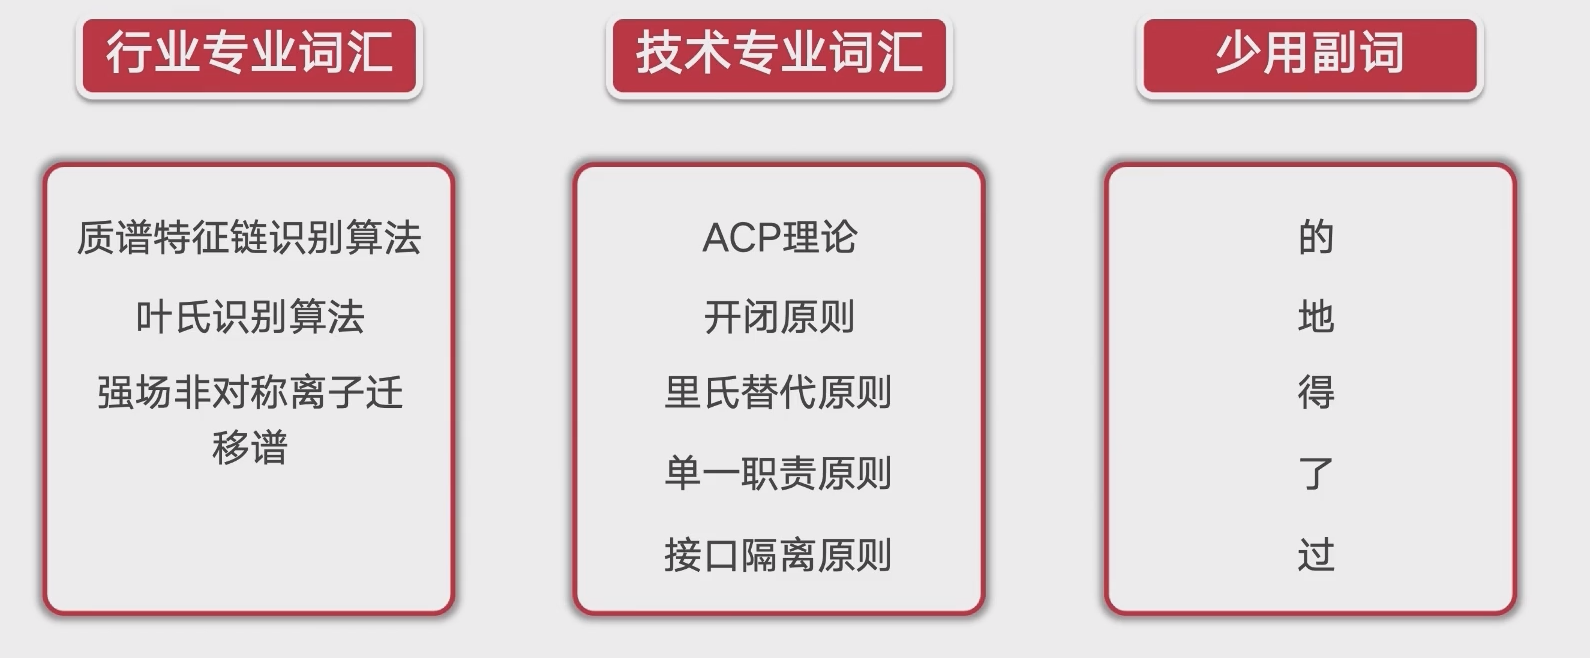 行业专业词汇
质谱特征链识别算法
叶氏识别算法
强场非对称离子迁
移谱
技术专业词汇
ACP理论
开闭原则
里氏替代原则
单一职责原则
接口隔离原则
少用副词
的
地
得
了
过